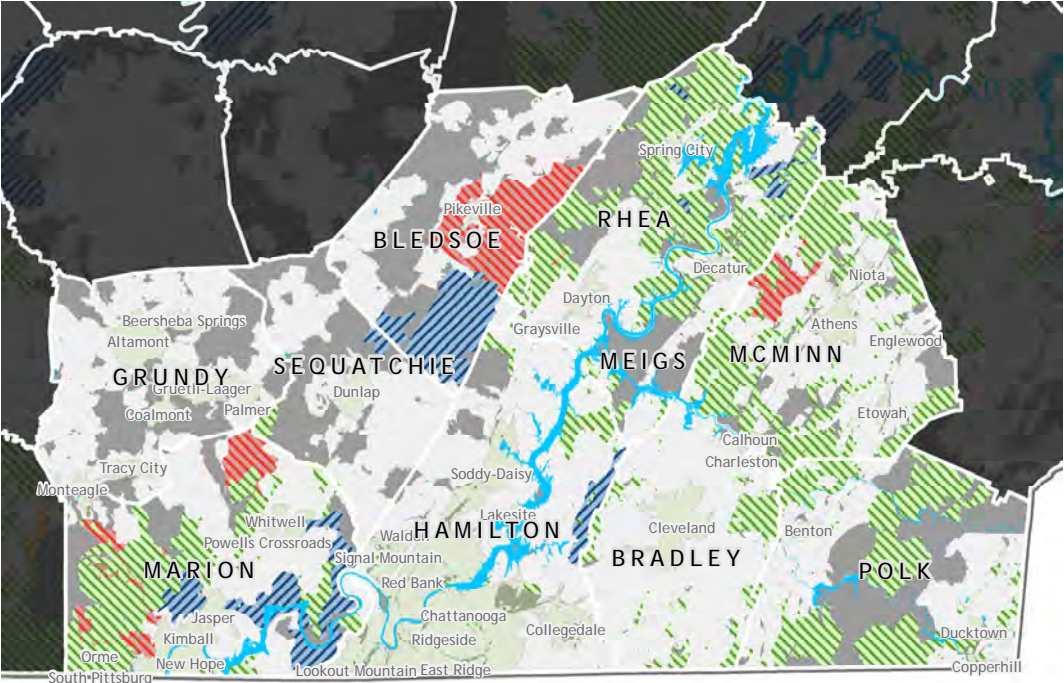 Spring City
Pikeville
RHEA
BLEDSOE
Decatur
Niota
Dayton
Beersheba Springs
Graysville
Athens
Altamont
Englewood
MEIGS
MCMINN
SEQUATCHIE
GRUNDY
Gruetli-Laager
Dunlap
Coalmont
Palmer
Etowah
Calhoun
Charleston
Tracy City
Soddy-Daisy
Monteagle
Lakesite
Whitwell
HAMILTON
Cleveland
Benton
Walden
Powells Crossroads
Signal Mountain
BRADLEY
MARION
POLK
Red Bank
Jasper
Chattanooga
Collegedale
Kimball
Ridgeside
Ducktown
Orme
New Hope
Copperhill
Lookout Mountain
East Ridge
South Pittsburg